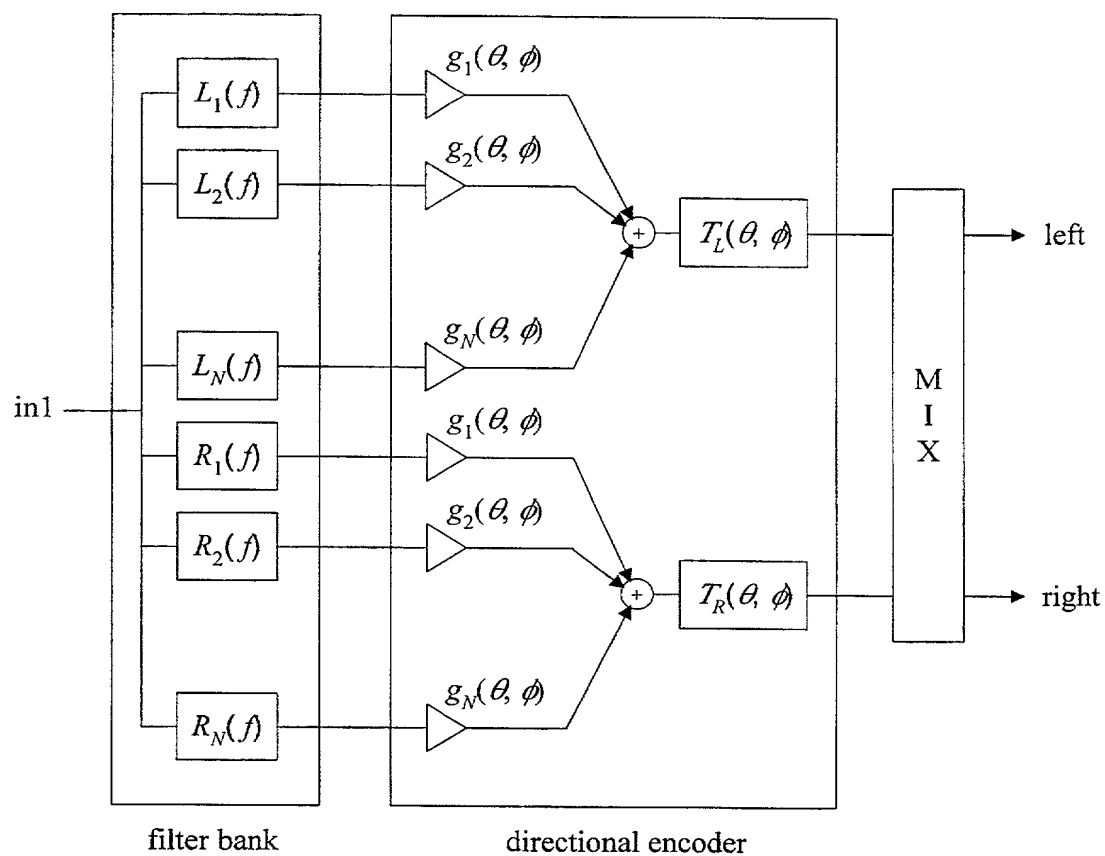 g₁(θ, ϕ)
L₁(f)
g₂(θ, ϕ)
L₂(f)
+
T_L(θ, ϕ)
left
g_N(θ, ϕ)
L_N(f)
M
I
X
in1
g₁(θ, ϕ)
R₁(f)
g₂(θ, ϕ)
R₂(f)
+
T_R(θ, ϕ)
right
g_N(θ, ϕ)
R_N(f)
filter bank
directional encoder